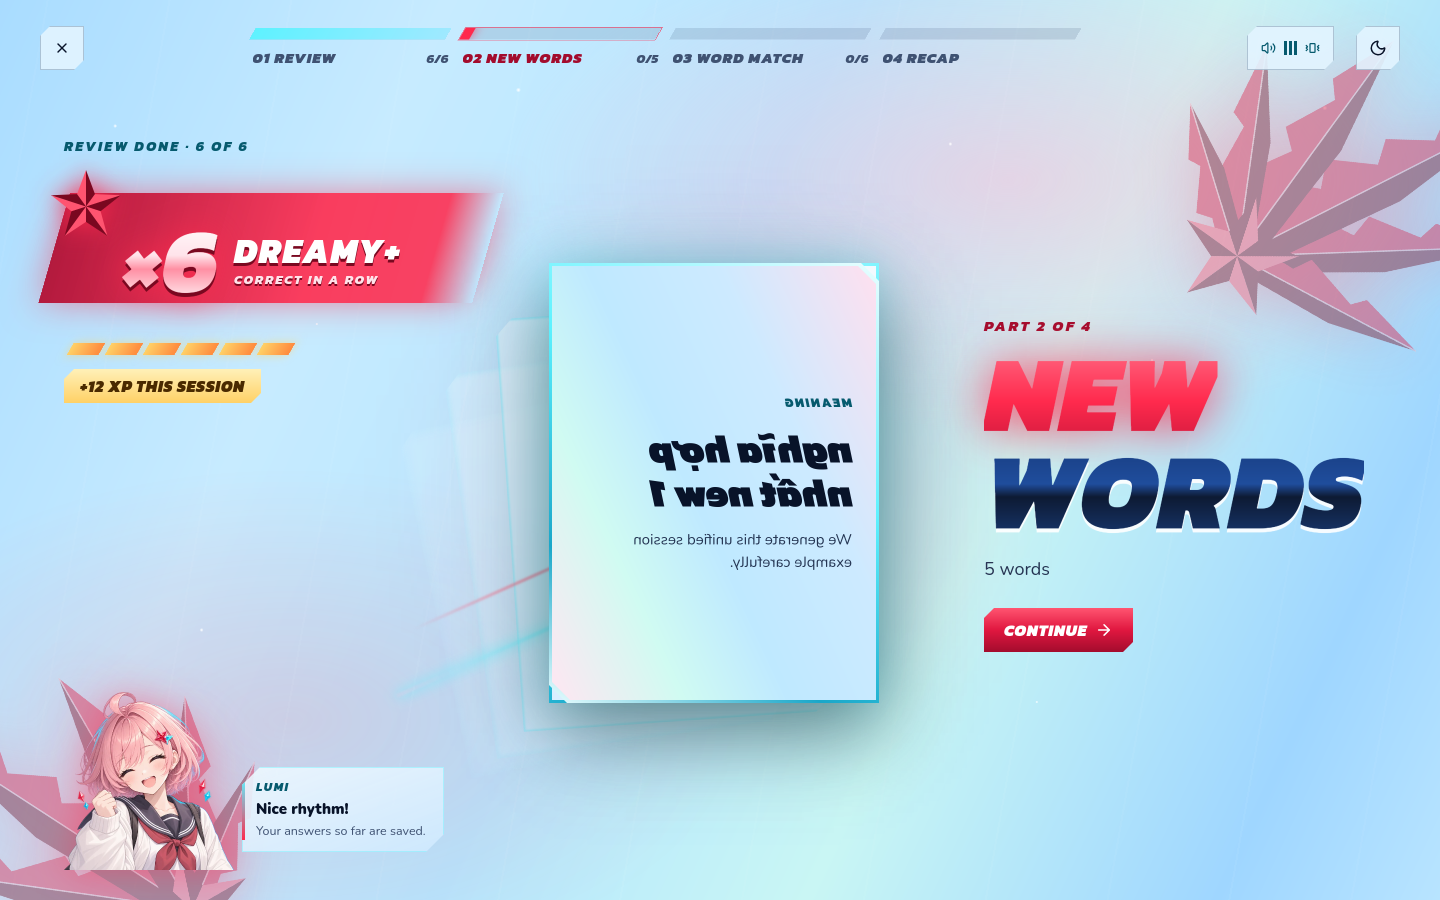 01 REVIEW 6/6
02 NEW WORDS 0/5
03 WORD MATCH 0/6
04 RECAP
REVIEW DONE · 6 OF 6
×6 DREAMY+
CORRECT IN A ROW
+12 XP THIS SESSION
MEANING
nghĩa hợp
nhất new 1
We generate this unified session
example carefully.
PART 2 OF 4
NEW
WORDS
5 words
CONTINUE
LUMI
Nice rhythm!
Your answers so far are saved.